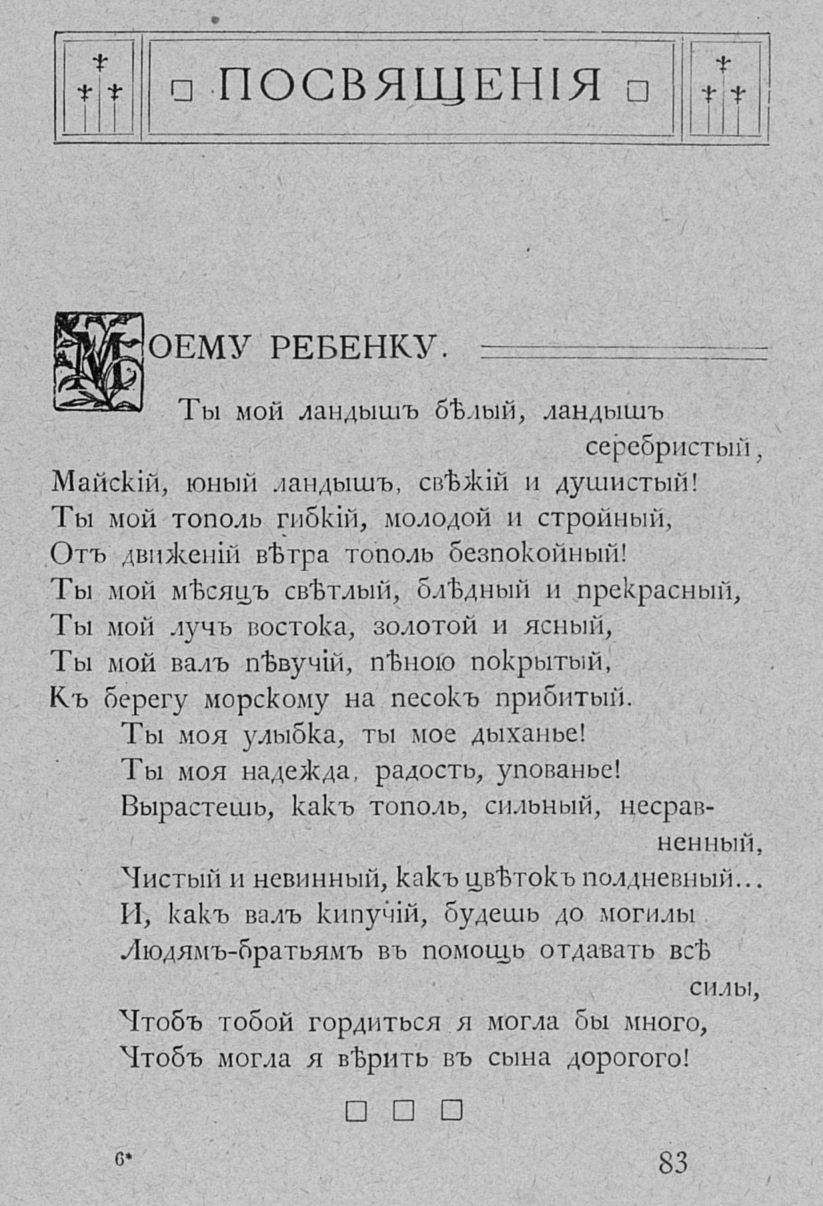 ПОСВЯЩЕНІЯ
МОЕМУ РЕБЕНКУ.
Ты мой ландышъ бѣлый, ландышъ
серебристый,
Майскій, юный ландышъ, свѣжій и душистый!
Ты мой тополь гибкій, молодой и стройный,
Отъ движеній вѣтра тополь безпокойный!
Ты мой мѣсяцъ свѣтлый, блѣдный и прекрасный,
Ты мой лучъ востока, золотой и ясный,
Ты мой валъ пѣвучій, пѣною покрытый,
Къ берегу морскому на песокъ прибитый.
Ты моя улыбка, ты мое дыханье!
Ты моя надежда, радость, упованье!
Вырастешь, какъ тополь, сильный, несрав-
ненный,
Чистый и невинный, какъ цвѣтокъ полдневный...
И, какъ валъ кипучій, будешь до могилы
Людямъ-братьямъ въ помощь отдавать всѣ
силы,
Чтобъ тобой гордиться я могла бы много,
Чтобъ могла я вѣрить въ сына дорогого!
6*
83